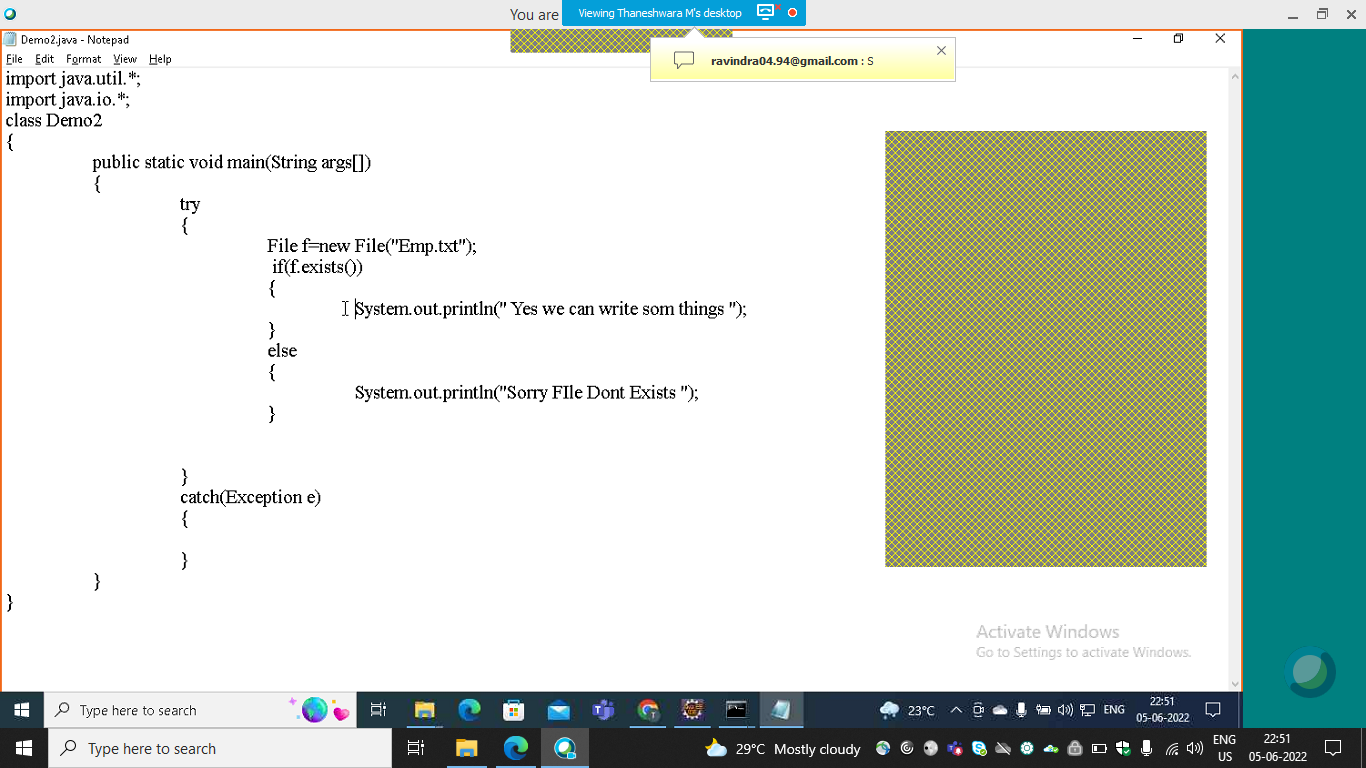 You are
Viewing Thaneshwara M's desktop
Demo2.java - Notepad
File Edit Format View Help
ravindra04.94@gmail.com : S
import java.util.*;
import java.io.*;
class Demo2
{
public static void main(String args[])
{
try
{
File f=new File("Emp.txt");
if(f.exists())
{
System.out.println(" Yes we can write som things ");
}
else
{
System.out.println("Sorry FIle Dont Exists ");
}
}
catch(Exception e)
{
}
}
}
Activate Windows
Go to Settings to activate Windows.
Type here to search
23°C
ENG
22:51
05-06-2022
Type here to search
29°C Mostly cloudy
ENG
US
22:51
05-06-2022